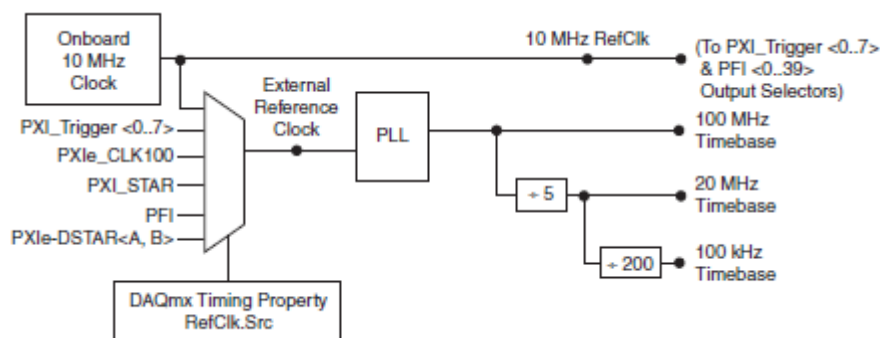 Onboard
10 MHz
Clock
10 MHz RefClk
(To PXI_Trigger <0..7>
& PFI <0..39>
Output Selectors)
External
Reference
Clock
PXI_Trigger <0..7>
PXIe_CLK100
PXI_STAR
PFI
PXIe-DSTAR<A, B>
PLL
100 MHz
Timebase
÷ 5
20 MHz
Timebase
÷ 200
100 kHz
Timebase
DAQmx Timing Property
RefClk.Src